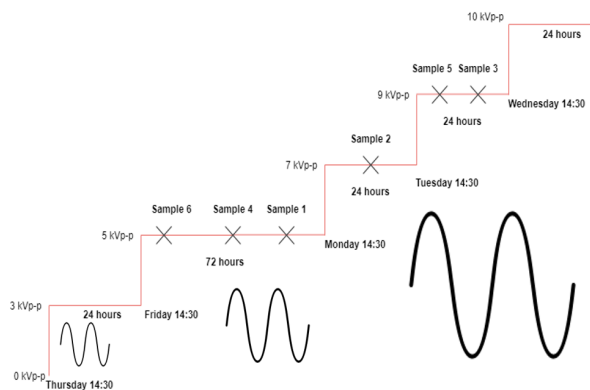 10 kVp-p
24 hours
Sample 5 Sample 3
9 kVp-p
Wednesday 14:30
24 hours
Sample 2
7 kVp-p
24 hours
Tuesday 14:30
Sample 6 Sample 4 Sample 1
5 kVp-p
Monday 14:30
72 hours
3 kVp-p
24 hours
Friday 14:30
0 kVp-p
Thursday 14:30